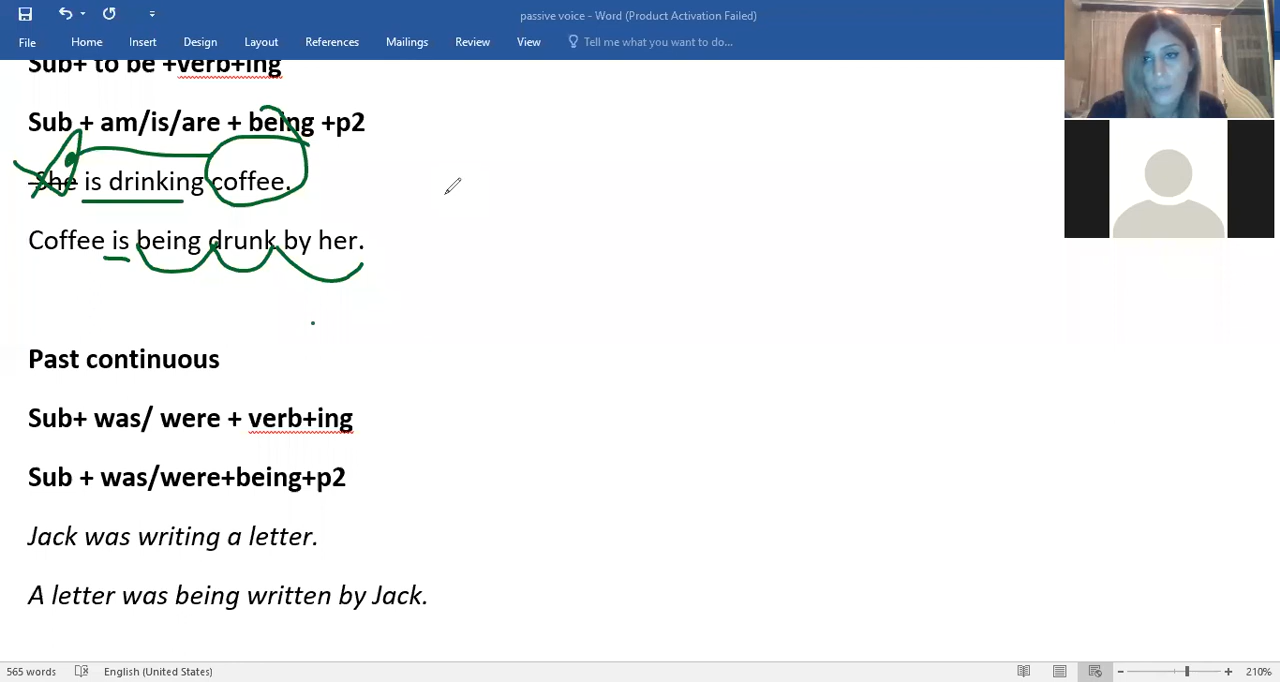 passive voice - Word (Product Activation Failed)
File Home Insert Design Layout References Mailings Review View Tell me what you want to do...
Sub+ to be +verb+ing
Sub + am/is/are + being +p2
She is drinking coffee.
Coffee is being drunk by her.
Past continuous
Sub+ was/ were + verb+ing
Sub + was/were+being+p2
Jack was writing a letter.
A letter was being written by Jack.
565 words English (United States) 210%